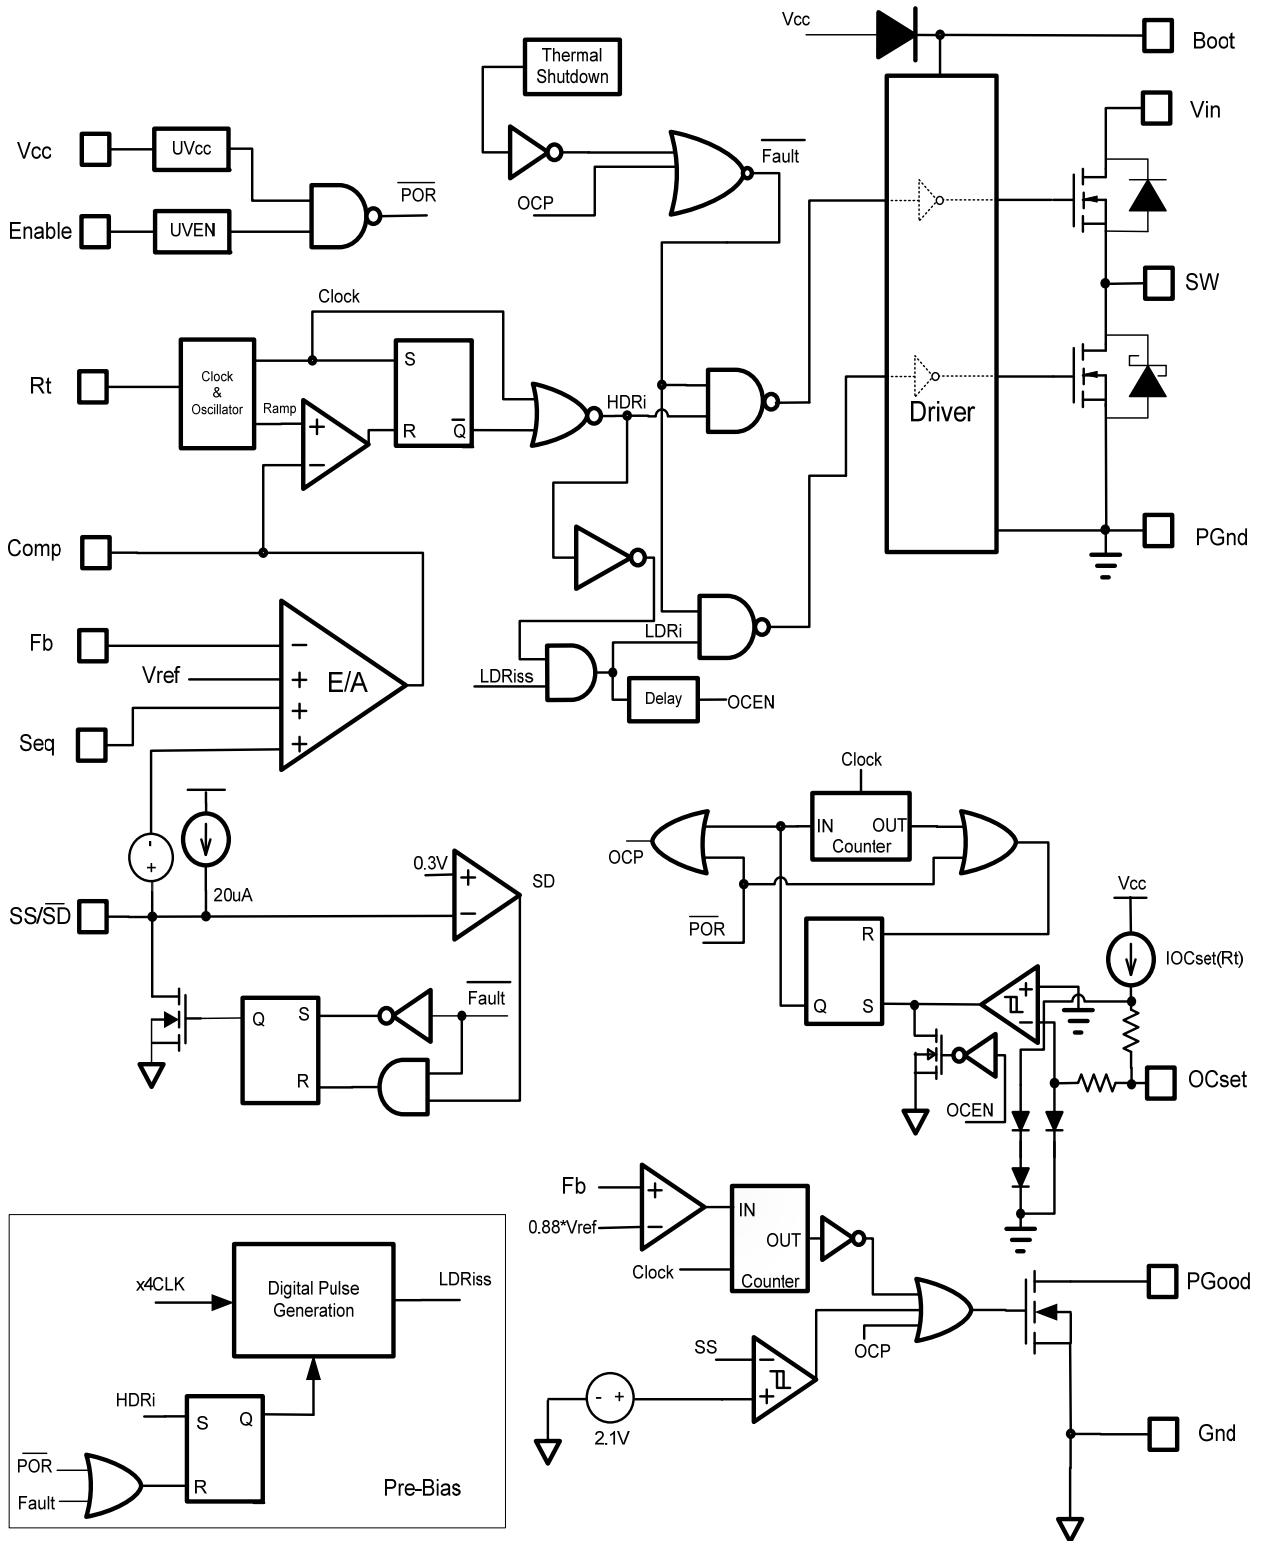 Vcc
Boot
Thermal
Shutdown
Vin
Vcc
UVcc
Fault
POR
OCP
Enable
UVEN
SW
Clock
Rt
Clock
&
Oscillator
Ramp
+
−
S
R
Q
HDRi
Driver
Comp
PGnd
Fb
−
Vref
+
E/A
+
Seq
+
LDRi
LDRiss
Delay
OCEN
Clock
IN
OUT
Counter
OCP
-
+
20uA
0.3V
+
−
SD
SS/SD
POR
R
Q
S
Vcc
IOCset(Rt)
+
−
OCset
OCEN
Fault
Q
S
R
Fb
+
0.88*Vref
−
IN
OUT
Clock
Counter
PGood
OCP
SS
−
+
- +
2.1V
Gnd
x4CLK
Digital Pulse
Generation
LDRiss
HDRi
S
Q
POR
R
Fault
Pre-Bias